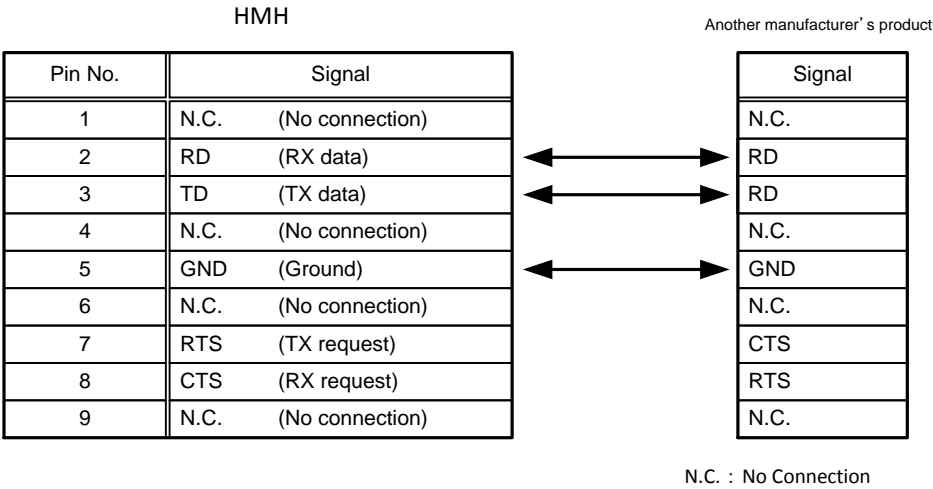 HMH
Another manufacturer's product
Pin No. Signal Signal
1 N.C. (No connection) N.C.
2 RD (RX data) RD
3 TD (TX data) RD
4 N.C. (No connection) N.C.
5 GND (Ground) GND
6 N.C. (No connection) N.C.
7 RTS (TX request) CTS
8 CTS (RX request) RTS
9 N.C. (No connection) N.C.
N.C. : No Connection